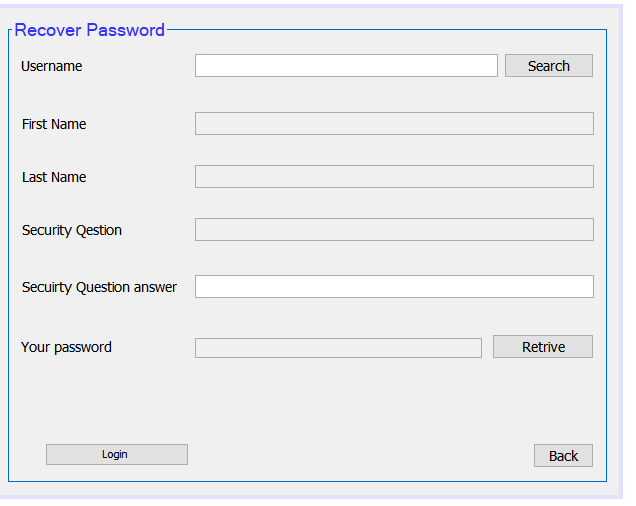 Recover Password
Username
Search
First Name
Last Name
Security Qestion
Secuirty Question answer
Your password
Retrive
Login
Back